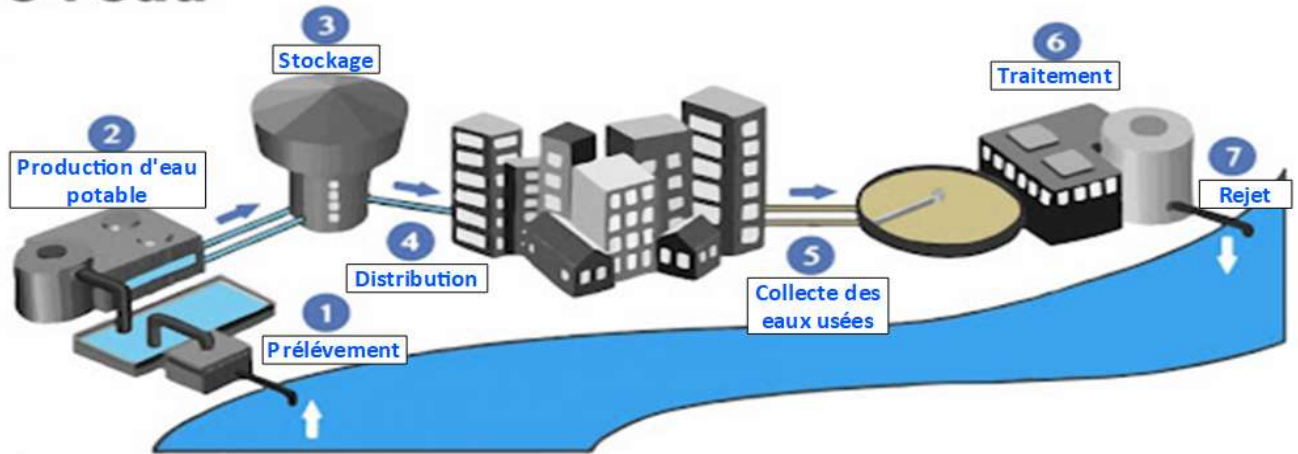 3
Stockage
6
Traitement
2
Production d'eau
potable
7
Rejet
4
Distribution
5
Collecte des
eaux usées
1
Prélévement